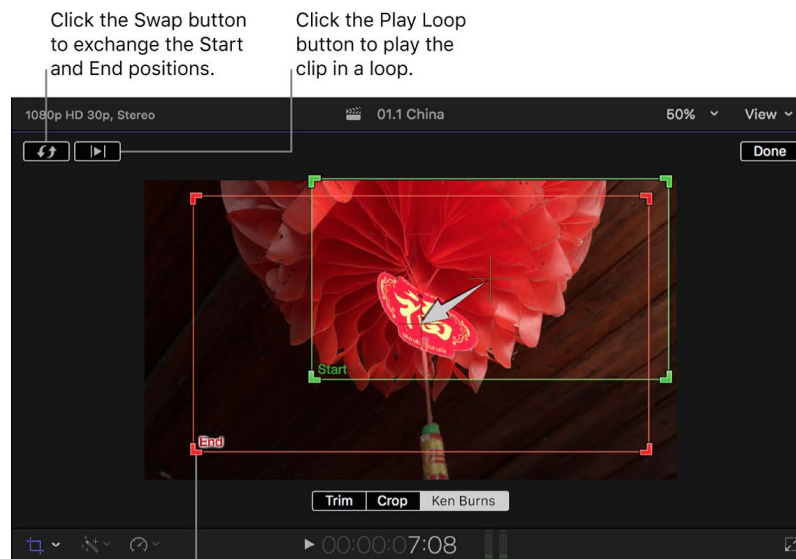 Click the Swap button
to exchange the Start
and End positions.
Click the Play Loop
button to play the
clip in a loop.
1080p HD 30p, Stereo
01.1 China
50%
View
Done
Start
End
Trim
Crop
Ken Burns
00:00:07:08